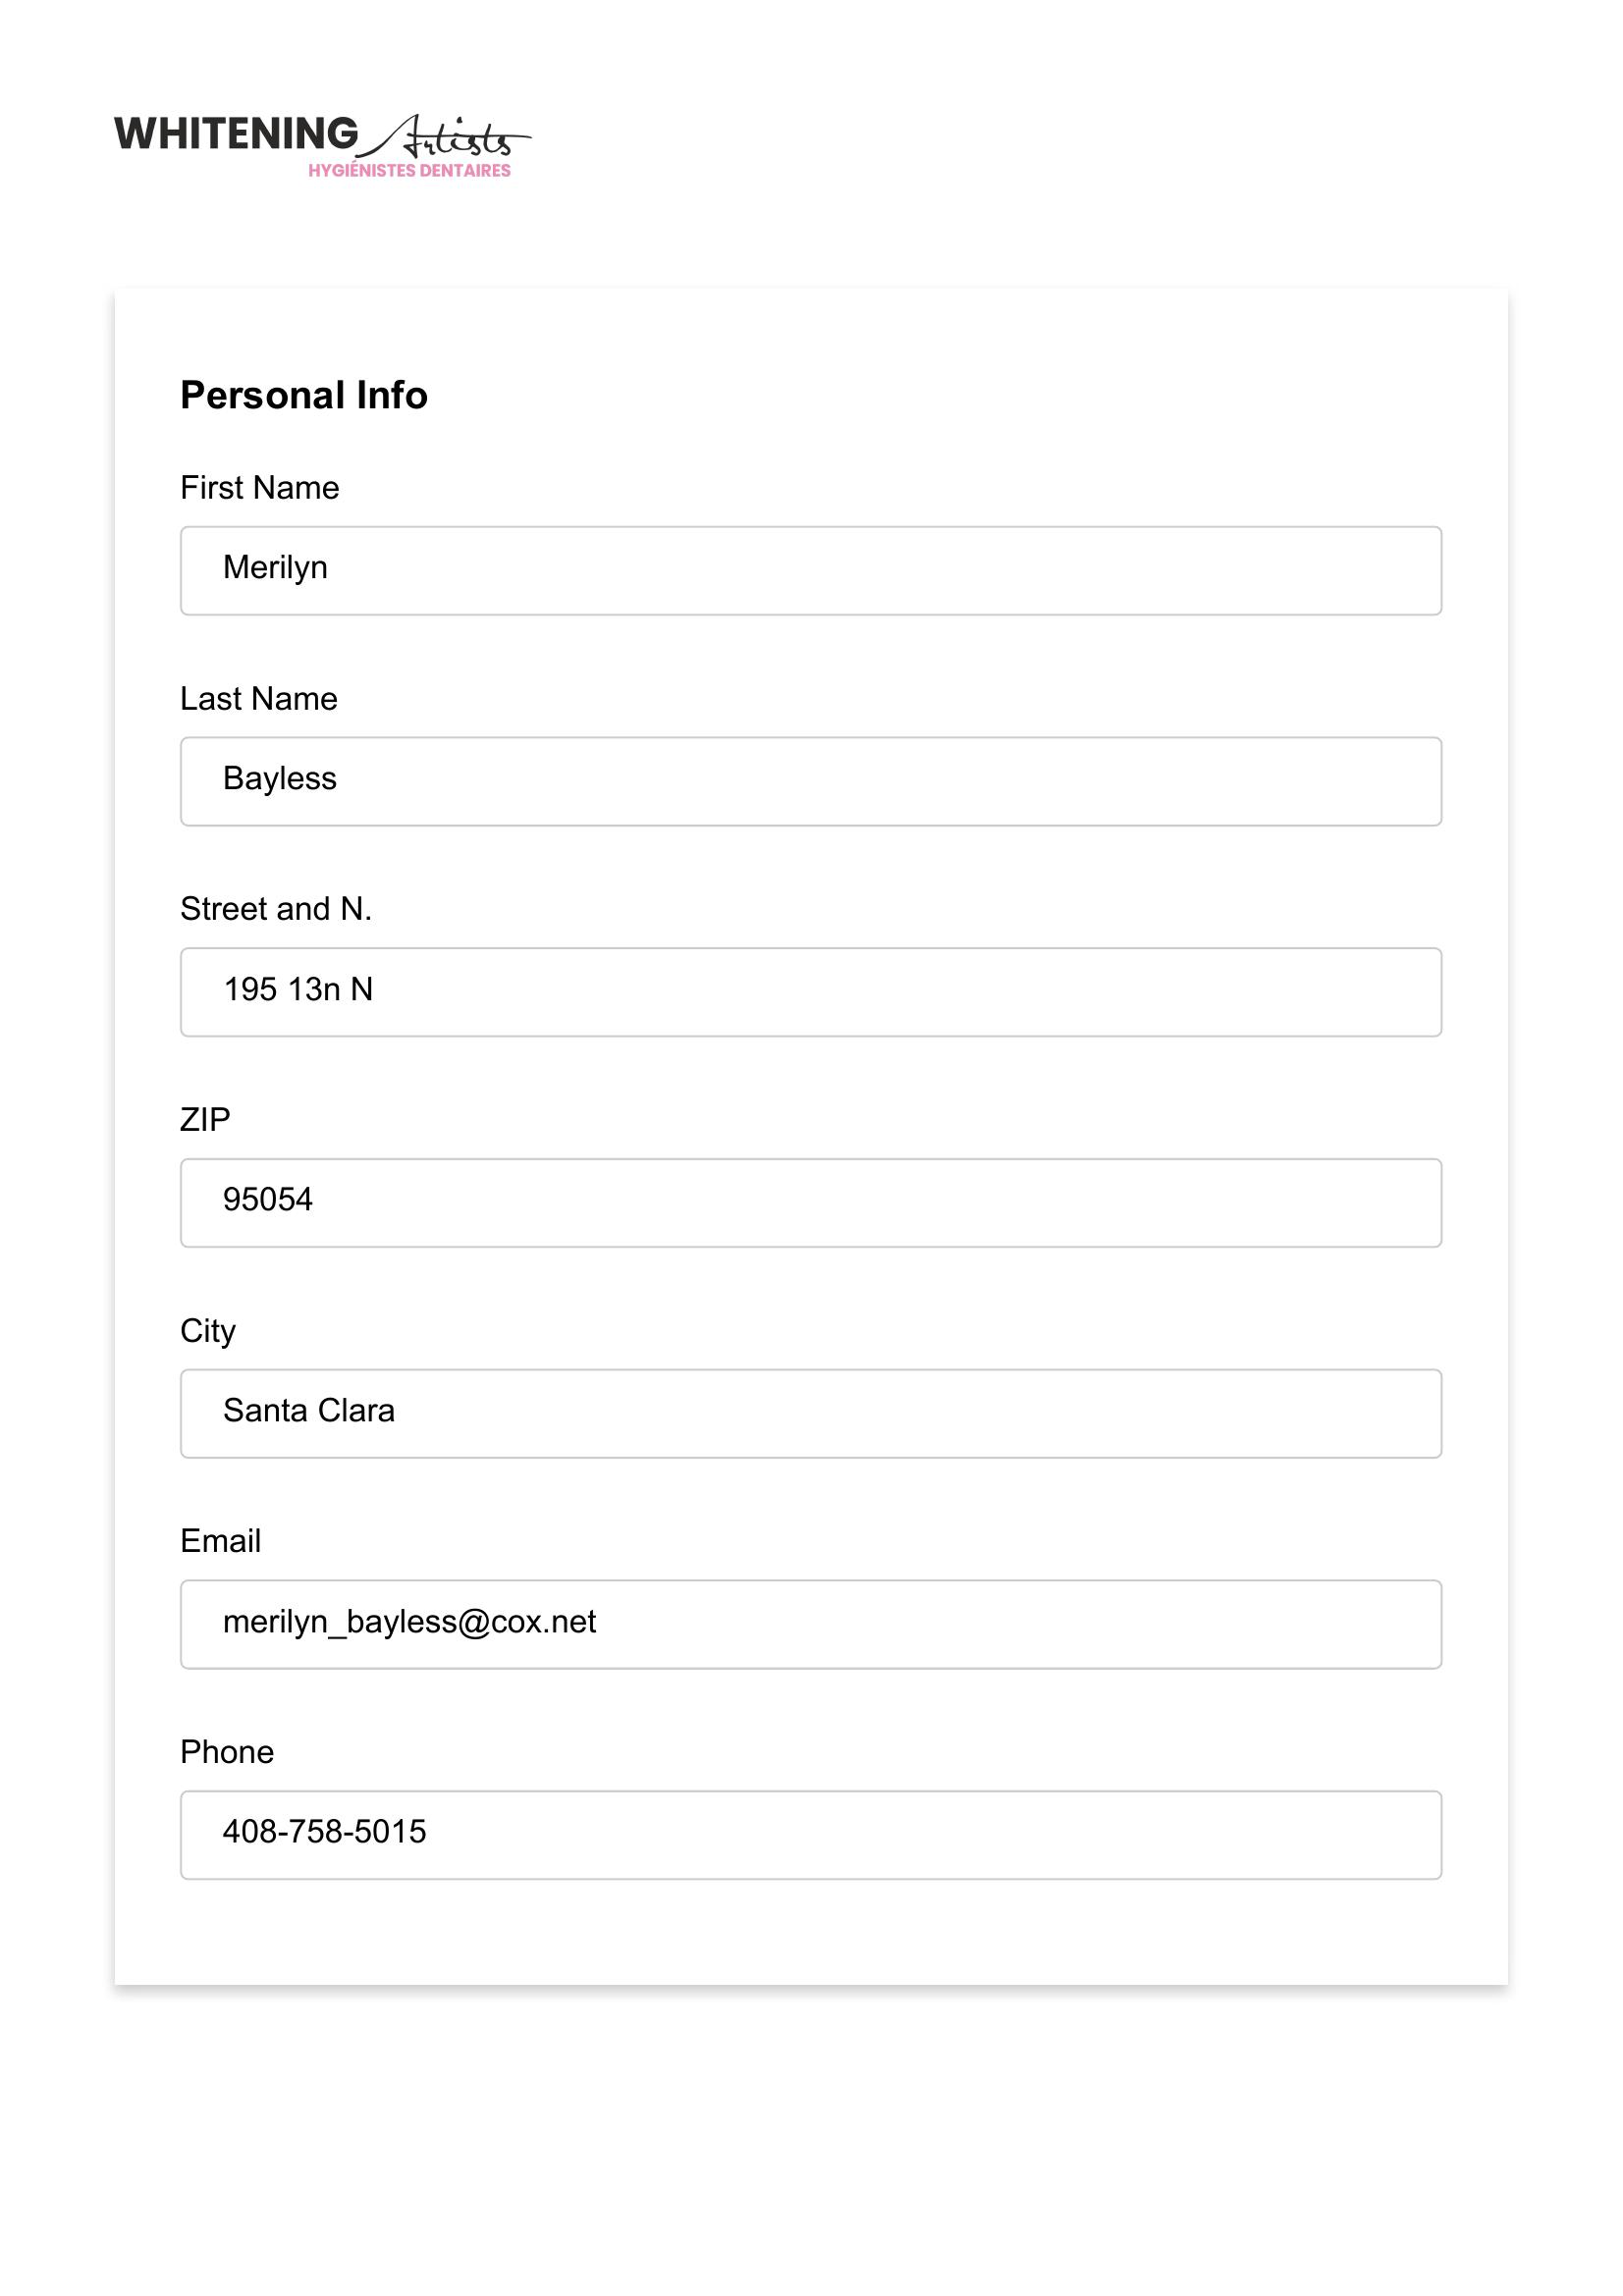 WHITENING Artists
HYGIÉNISTES DENTAIRES
Personal Info
First Name
Merilyn
Last Name
Bayless
Street and N.
195 13n N
ZIP
95054
City
Santa Clara
Email
merilyn_bayless@cox.net
Phone
408-758-5015